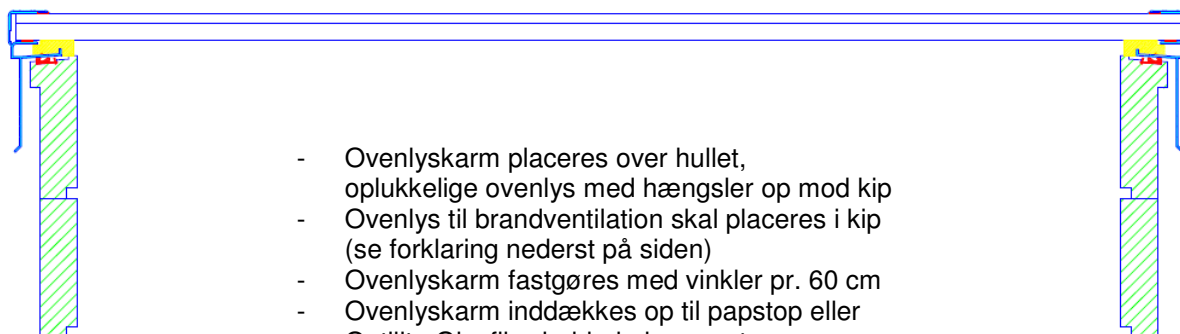 - Ovenlyskarm placeres over hullet,
oplukkelige ovenlys med hængsler op mod kip
- Ovenlys til brandventilation skal placeres i kip
(se forklaring nederst på siden)
- Ovenlyskarm fastgøres med vinkler pr. 60 cm
- Ovenlyskarm inddækkes op til papstop eller